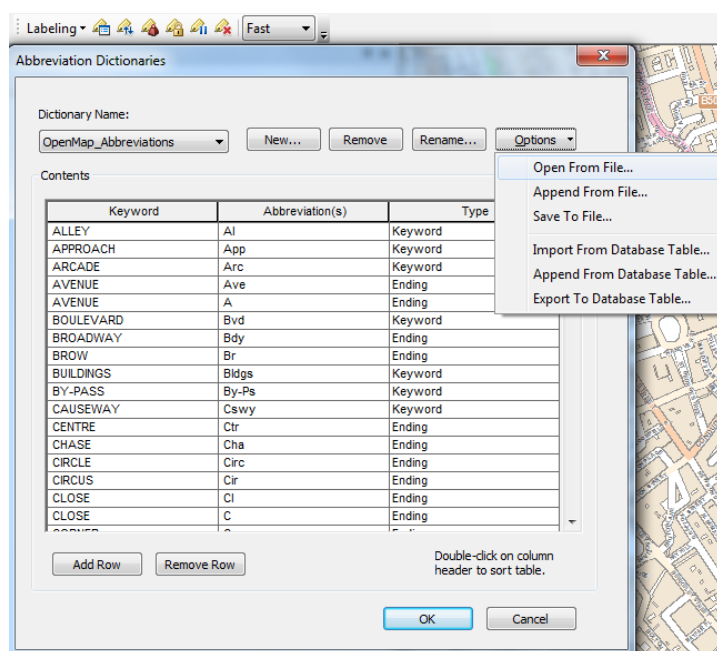 Labeling Fast
Abbreviation Dictionaries
Dictionary Name:
OpenMap_Abbreviations New... Remove Rename... Options
Open From File...
Append From File...
Save To File...
Import From Database Table...
Append From Database Table...
Export To Database Table...
Contents
Keyword Abbreviation(s) Type
ALLEY Al Keyword
APPROACH App Keyword
ARCADE Arc Keyword
AVENUE Ave Ending
AVENUE A Ending
BOULEVARD Bvd Keyword
BROADWAY Bdy Ending
BROW Br Ending
BUILDINGS Bldgs Keyword
BY-PASS By-Ps Keyword
CAUSEWAY Cswy Keyword
CENTRE Ctr Ending
CHASE Cha Ending
CIRCLE Circ Ending
CIRCUS Cir Ending
CLOSE Cl Ending
CLOSE C Ending
Add Row Remove Row
Double-click on column
header to sort table.
OK Cancel